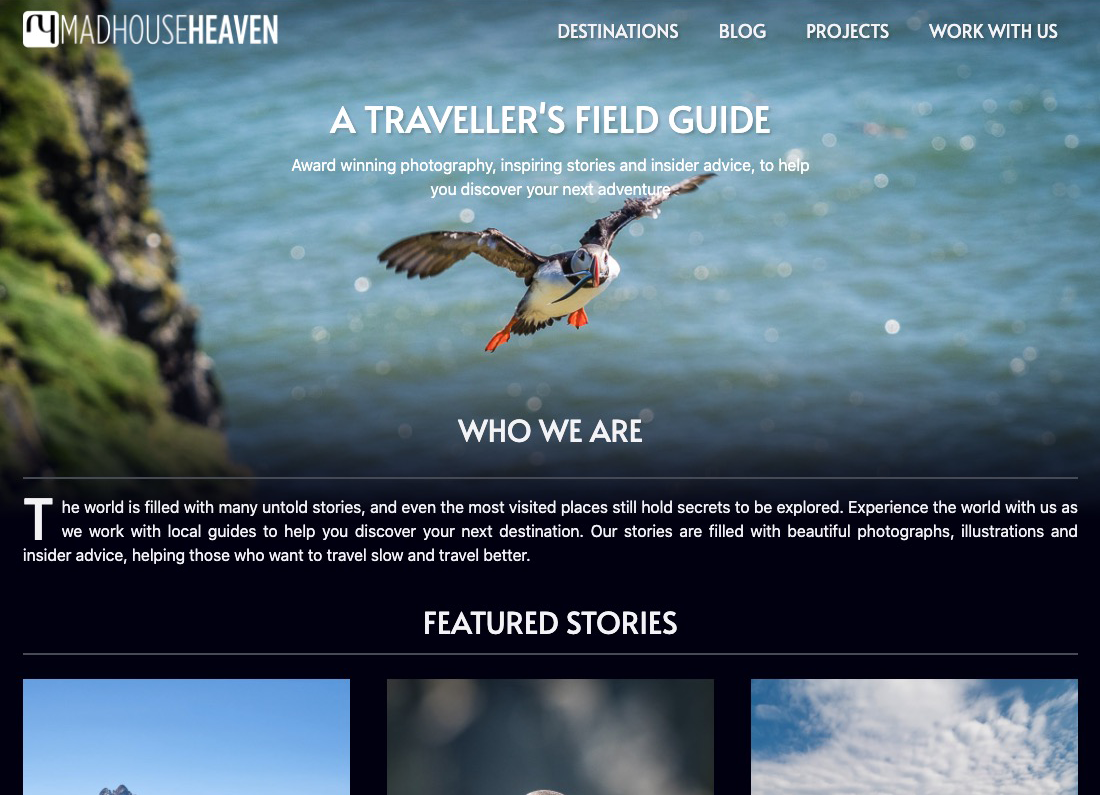 MADHOUSEHEAVEN
DESTINATIONS BLOG PROJECTS WORK WITH US
A TRAVELLER'S FIELD GUIDE
Award winning photography, inspiring stories and insider advice, to help
you discover your next adventure.
WHO WE ARE
The world is filled with many untold stories, and even the most visited places still hold secrets to be explored. Experience the world with us as
we work with local guides to help you discover your next destination. Our stories are filled with beautiful photographs, illustrations and
insider advice, helping those who want to travel slow and travel better.
FEATURED STORIES